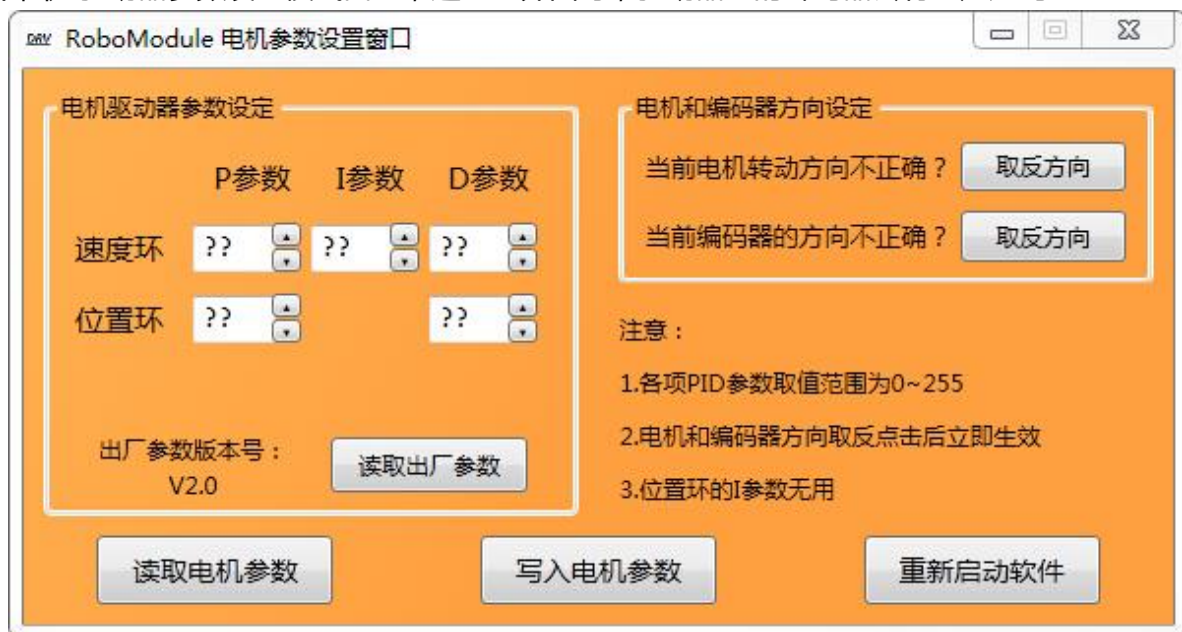 RoboModule 电机参数设置窗口
电机驱动器参数设定
P参数 I参数 D参数
速度环 ?? ?? ??
位置环 ?? ??
出厂参数版本号：
V2.0
读取出厂参数
电机和编码器方向设定
当前电机转动方向不正确？ 取反方向
当前编码器的方向不正确？ 取反方向
注意：
1.各项PID参数取值范围为0~255
2.电机和编码器方向取反点击后立即生效
3.位置环的I参数无用
读取电机参数 写入电机参数 重新启动软件